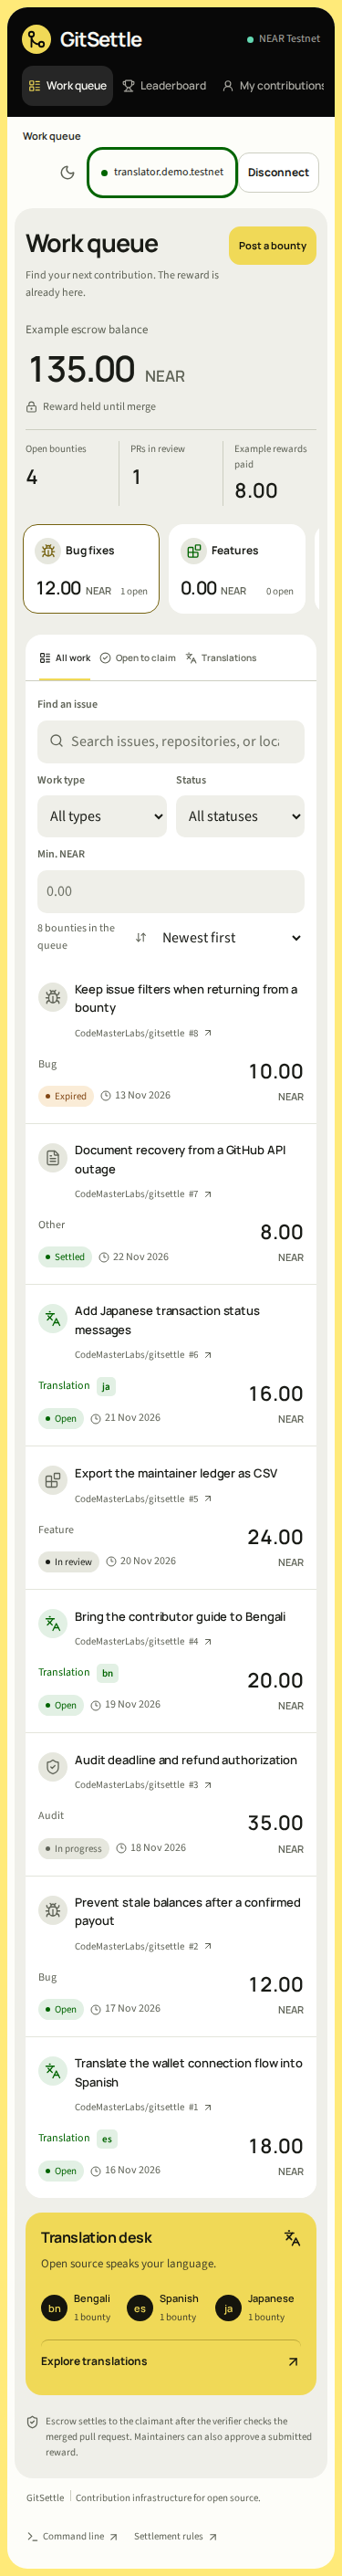 GitSettle
NEAR Testnet
Work queue
Leaderboard
My contributions
Work queue
translator.demo.testnet
Disconnect
Work queue
Post a bounty
Find your next contribution. The reward is
already here.
Example escrow balance
135.00 NEAR
Reward held until merge
Open bounties
4
PRs in review
1
Example rewards
paid
8.00
Bug fixes
12.00 NEAR 1 open
Features
0.00 NEAR 0 open
All work
Open to claim
Translations
Find an issue
Search issues, repositories, or loca
Work type
Status
All types
All statuses
Min. NEAR
0.00
8 bounties in the
queue
Newest first
Keep issue filters when returning from a
bounty
CodeMasterLabs/gitsettle #8
Bug
10.00
Expired
13 Nov 2026
NEAR
Document recovery from a GitHub API
outage
CodeMasterLabs/gitsettle #7
Other
8.00
Settled
22 Nov 2026
NEAR
Add Japanese transaction status
messages
CodeMasterLabs/gitsettle #6
Translation ja
16.00
Open
21 Nov 2026
NEAR
Export the maintainer ledger as CSV
CodeMasterLabs/gitsettle #5
Feature
24.00
In review
20 Nov 2026
NEAR
Bring the contributor guide to Bengali
CodeMasterLabs/gitsettle #4
Translation bn
20.00
Open
19 Nov 2026
NEAR
Audit deadline and refund authorization
CodeMasterLabs/gitsettle #3
Audit
35.00
In progress
18 Nov 2026
NEAR
Prevent stale balances after a confirmed
payout
CodeMasterLabs/gitsettle #2
Bug
12.00
Open
17 Nov 2026
NEAR
Translate the wallet connection flow into
Spanish
CodeMasterLabs/gitsettle #1
Translation es
18.00
Open
16 Nov 2026
NEAR
Translation desk
Open source speaks your language.
bn
Bengali
1 bounty
es
Spanish
1 bounty
ja
Japanese
1 bounty
Explore translations
Escrow settles to the claimant after the verifier checks the
merged pull request. Maintainers can also approve a submitted
reward.
GitSettle
Contribution infrastructure for open source.
Command line
Settlement rules